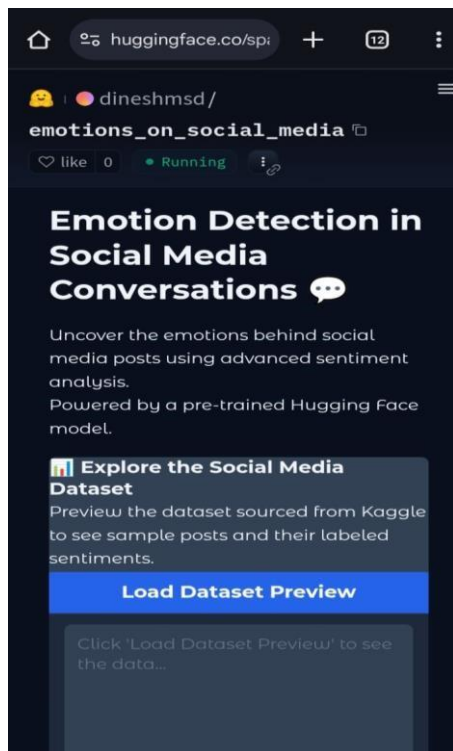 huggingface.co/spa
12
dineshmsd/
emotions_on_social_media
like 0
Running
Emotion Detection in
Social Media
Conversations
Uncover the emotions behind social
media posts using advanced sentiment
analysis.
Powered by a pre-trained Hugging Face
model.
Explore the Social Media
Dataset
Preview the dataset sourced from Kaggle
to see sample posts and their labeled
sentiments.
Load Dataset Preview
Click 'Load Dataset Preview' to see
the data...